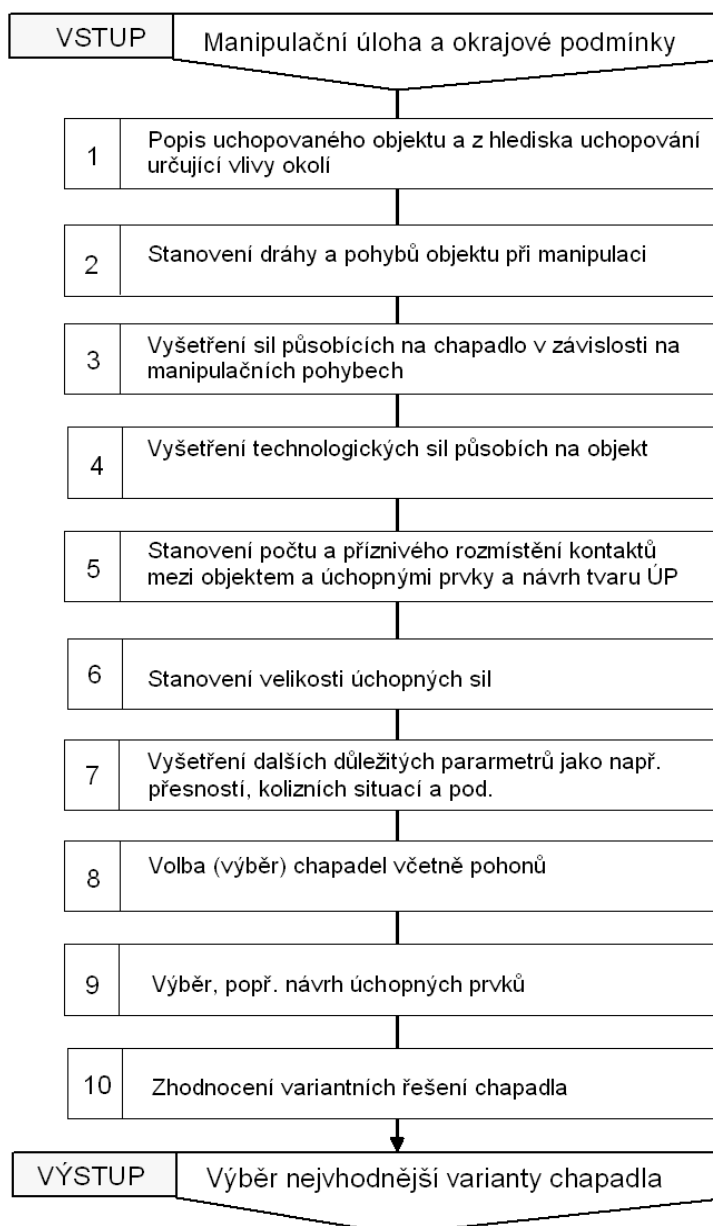 VSTUP
Manipulační úloha a okrajové podmínky
1
Popis uchopovaného objektu a z hlediska uchopování
určující vlivy okolí
2
Stanovení dráhy a pohybů objektu při manipulaci
3
Vyšetření sil působících na chapadlo v závislosti na
manipulačních pohybech
4
Vyšetření technologických sil působích na objekt
5
Stanovení počtu a příznivého rozmístění kontaktů
mezi objektem a úchopnými prvky a návrh tvaru ÚP
6
Stanovení velikosti úchopných sil
7
Vyšetření dalších důležitých pararmetrů jako např.
přesností, kolizních situací a pod.
8
Volba (výběr) chapadel včetně pohonů
9
Výběr, popř. návrh úchopných prvků
10
Zhodnocení variantních řešení chapadla
VÝSTUP
Výběr nejvhodnější varianty chapadla